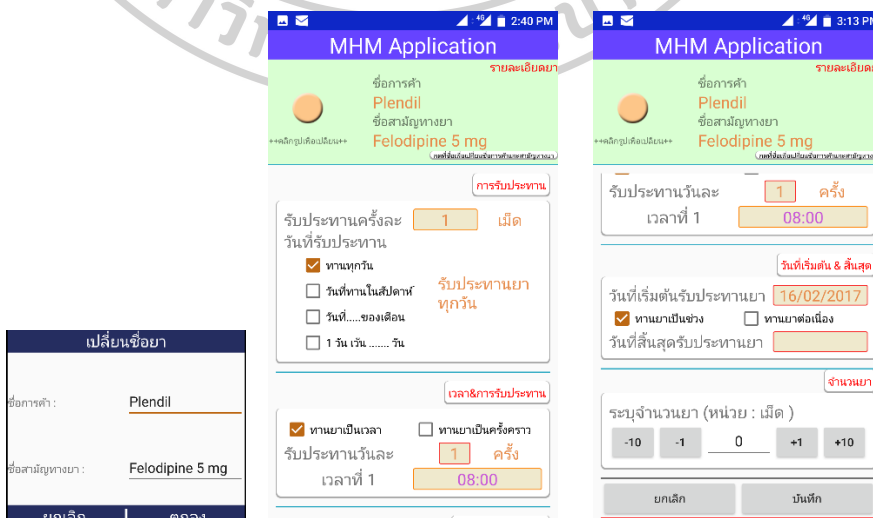 เปลี่ยนชื่อยา
ชื่อการค้า :
Plendil
ชื่อสามัญทางยา :
Felodipine 5 mg
ยกเลิก
ตกลง
2:40 PM
MHM Application
รายละเอียดยา
ชื่อการค้า
Plendil
ชื่อสามัญทางยา
++คลิกรูปเพื่อเปลี่ยน++
Felodipine 5 mg
การรับประทาน
รับประทานครั้งละ 1 เม็ด
วันที่รับประทาน
ทานทุกวัน
วันที่ทานในสัปดาห์
รับประทานยา
ทุกวัน
วันที่.....ของเดือน
1 วัน เว้น ....... วัน
เวลา&การรับประทาน
ทานยาเป็นเวลา
ทานยาเป็นครั้งคราว
รับประทานวันละ 1 ครั้ง
เวลาที่ 1 08:00
3:13 PM
MHM Application
รายละเอียดยา
ชื่อการค้า
Plendil
ชื่อสามัญทางยา
++คลิกรูปเพื่อเปลี่ยน++
Felodipine 5 mg
รับประทานวันละ 1 ครั้ง
เวลาที่ 1 08:00
วันที่เริ่มต้น & สิ้นสุด
วันที่เริ่มต้นรับประทานยา 16/02/2017
ทานยาเป็นช่วง
ทานยาต่อเนื่อง
วันที่สิ้นสุดรับประทานยา
จำนวนยา
ระบุจำนวนยา (หน่วย : เม็ด )
-10 -1 0 +1 +10
ยกเลิก
บันทึก